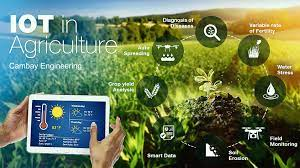 IOT in
Agriculture
Cambay Engineering
Diagnosis of
Diseases
Variable rate
of Fertility
Auto
Spreading
Water
Stress
Crop yield
Analysis
Field
Monitoring
Smart Data
Soil
Erosion